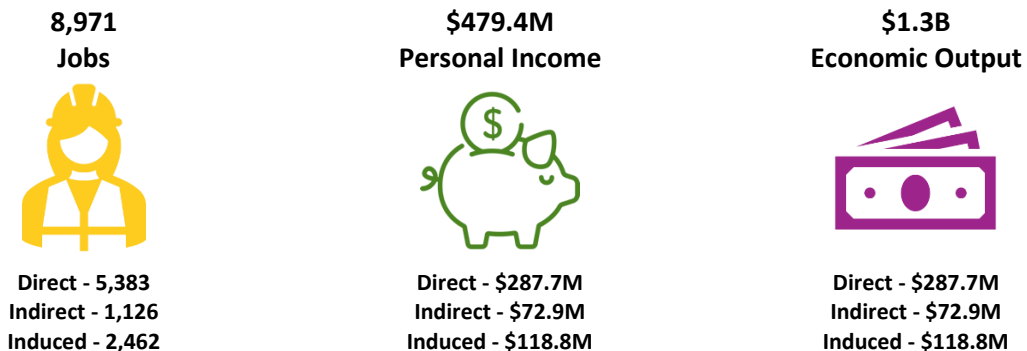 8,971
Jobs
$
Direct - 5,383
Indirect - 1,126
Induced - 2,462
$479.4M
Personal Income
Direct - $287.7M
Indirect - $72.9M
Induced - $118.8M
$1.3B
Economic Output
Direct - $287.7M
Indirect - $72.9M
Induced - $118.8M